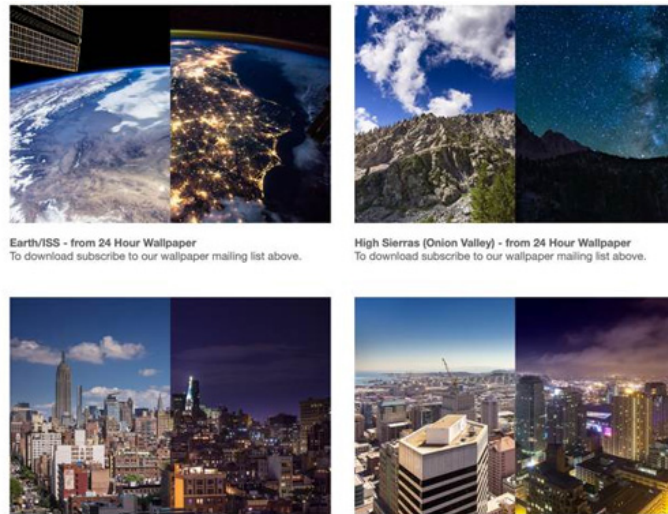 Earth/ISS - from 24 Hour Wallpaper
To download subscribe to our wallpaper mailing list above.
High Sierras (Onion Valley) - from 24 Hour Wallpaper
To download subscribe to our wallpaper mailing list above.